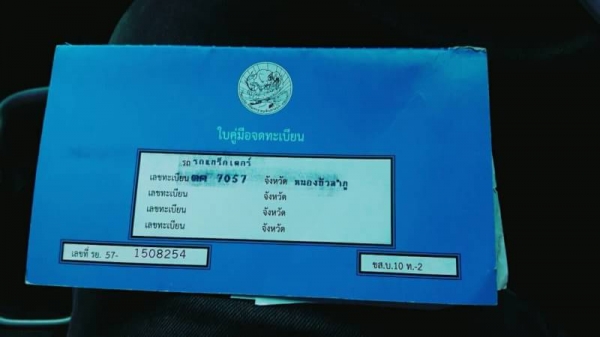 ใบคู่มือจดทะเบียน
รถ รถแทร็กเตอร์
เลขทะเบียน ตค 7057 จังหวัด หนองบัวลำภู
เลขทะเบียน จังหวัด
เลขทะเบียน จังหวัด
เลขทะเบียน จังหวัด
เลขที่ รย. 57- 1508254
ขส.บ.10 ท.-2